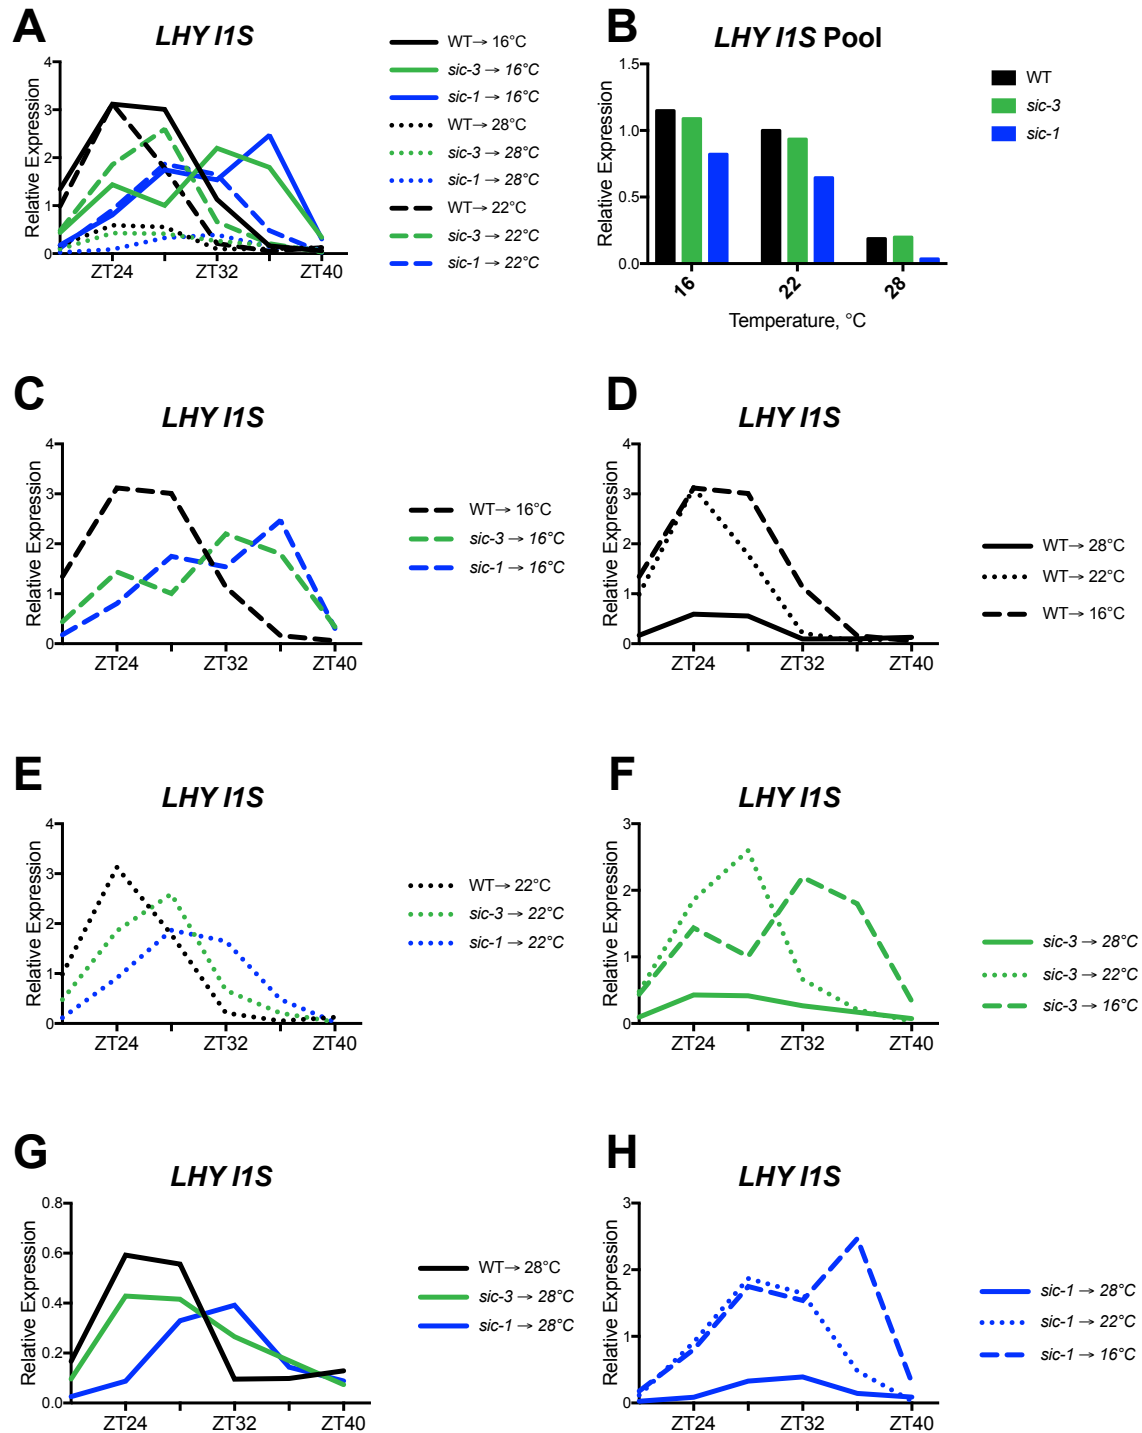 A
LHY I1S
Relative Expression
4
3
2
1
0
ZT24
ZT32
ZT40
WT→ 16°C
sic-3 → 16°C
sic-1 → 16°C
WT→ 28°C
sic-3 → 28°C
sic-1 → 28°C
WT→ 22°C
sic-3 → 22°C
sic-1 → 22°C
B
LHY I1S Pool
Relative Expression
1.5
1.0
0.5
0.0
16
22
28
Temperature, °C
WT
sic-3
sic-1
C
LHY I1S
Relative Expression
4
3
2
1
0
ZT24
ZT32
ZT40
WT→ 16°C
sic-3 → 16°C
sic-1 → 16°C
D
LHY I1S
Relative Expression
4
3
2
1
0
ZT24
ZT32
ZT40
WT→ 28°C
WT→ 22°C
WT→ 16°C
E
LHY I1S
Relative Expression
4
3
2
1
0
ZT24
ZT32
ZT40
WT→ 22°C
sic-3 → 22°C
sic-1 → 22°C
F
LHY I1S
Relative Expression
3
2
1
0
ZT24
ZT32
ZT40
sic-3 → 28°C
sic-3 → 22°C
sic-3 → 16°C
G
LHY I1S
Relative Expression
0.8
0.6
0.4
0.2
0.0
ZT24
ZT32
ZT40
WT→ 28°C
sic-3 → 28°C
sic-1 → 28°C
H
LHY I1S
Relative Expression
3
2
1
0
ZT24
ZT32
ZT40
sic-1 → 28°C
sic-1 → 22°C
sic-1 → 16°C